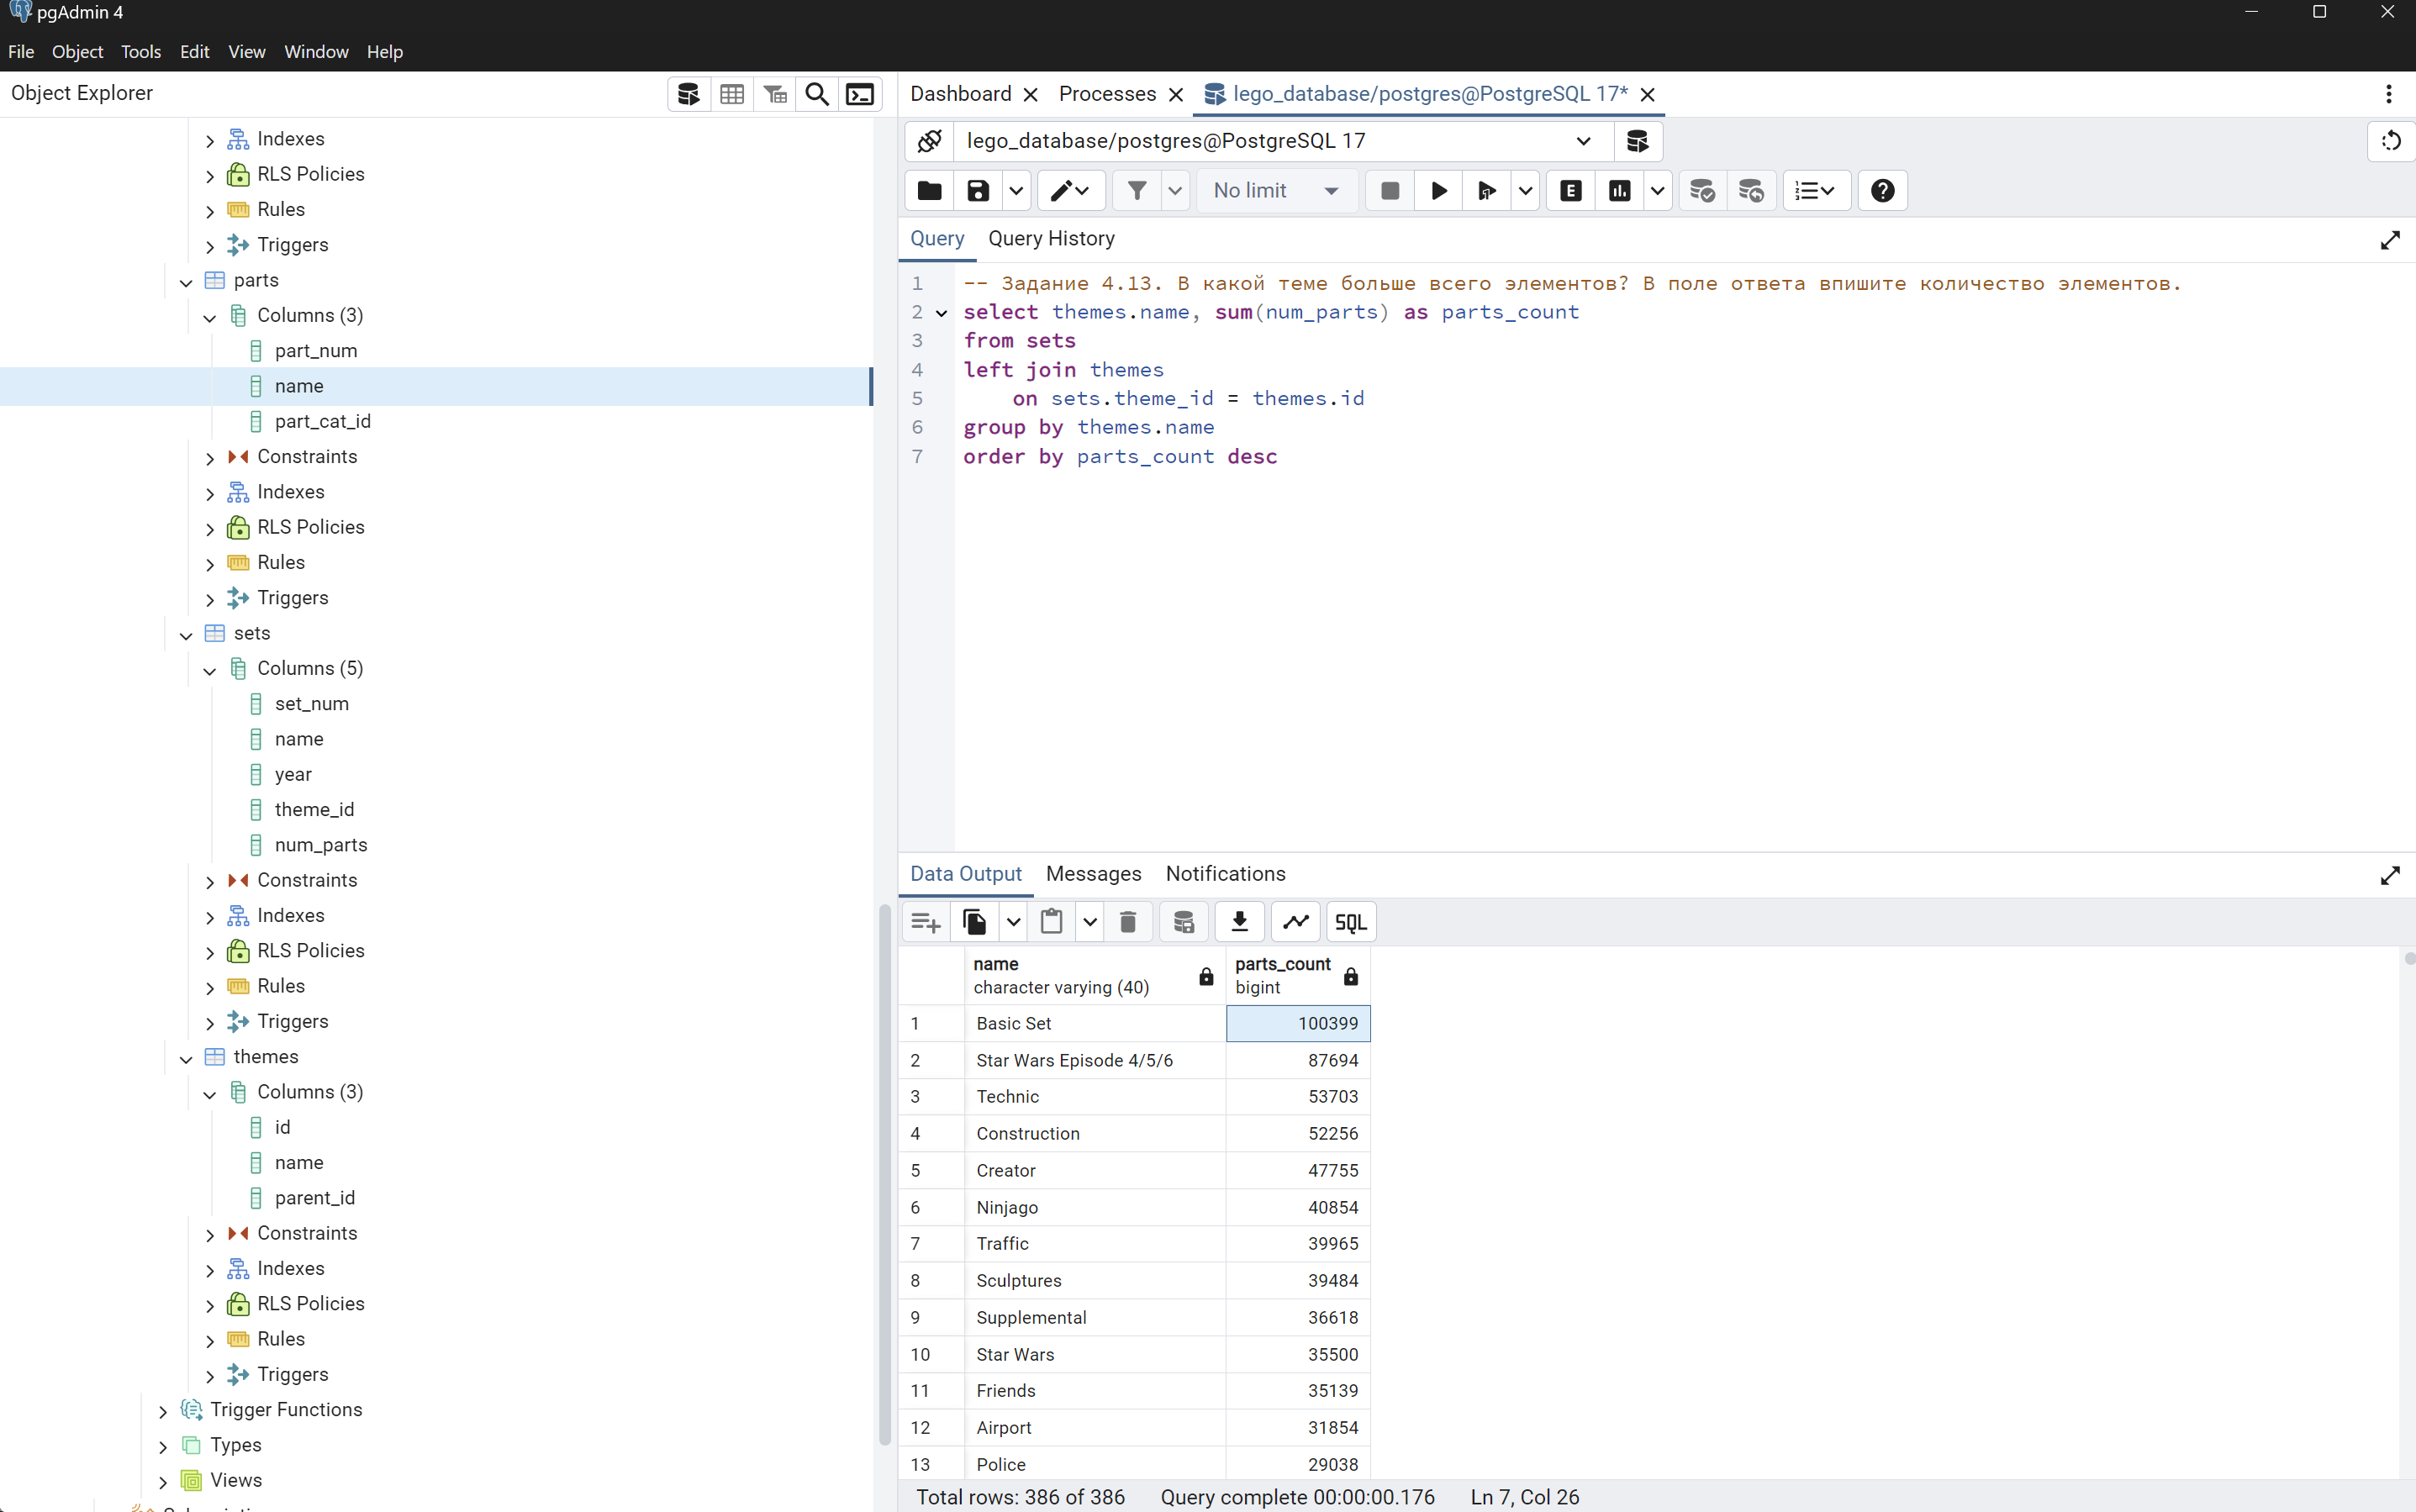 pgAdmin 4
File Object Tools Edit View Window Help
Object Explorer
Indexes
RLS Policies
Rules
Triggers
parts
Columns (3)
part_num
name
part_cat_id
Constraints
Indexes
RLS Policies
Rules
Triggers
sets
Columns (5)
set_num
name
year
theme_id
num_parts
Constraints
Indexes
RLS Policies
Rules
Triggers
themes
Columns (3)
id
name
parent_id
Constraints
Indexes
RLS Policies
Rules
Triggers
Trigger Functions
Types
Views
Dashboard Processes lego_database/postgres@PostgreSQL 17*
lego_database/postgres@PostgreSQL 17
No limit E
Query Query History
1 -- Задание 4.13. В какой теме больше всего элементов? В поле ответа впишите количество элементов.
2 select themes.name, sum(num_parts) as parts_count
3 from sets
4 left join themes
5 on sets.theme_id = themes.id
6 group by themes.name
7 order by parts_count desc
Data Output Messages Notifications
SQL
name parts_count
character varying (40) bigint
1 Basic Set 100399
2 Star Wars Episode 4/5/6 87694
3 Technic 53703
4 Construction 52256
5 Creator 47755
6 Ninjago 40854
7 Traffic 39965
8 Sculptures 39484
9 Supplemental 36618
10 Star Wars 35500
11 Friends 35139
12 Airport 31854
13 Police 29038
Total rows: 386 of 386 Query complete 00:00:00.176 Ln 7, Col 26